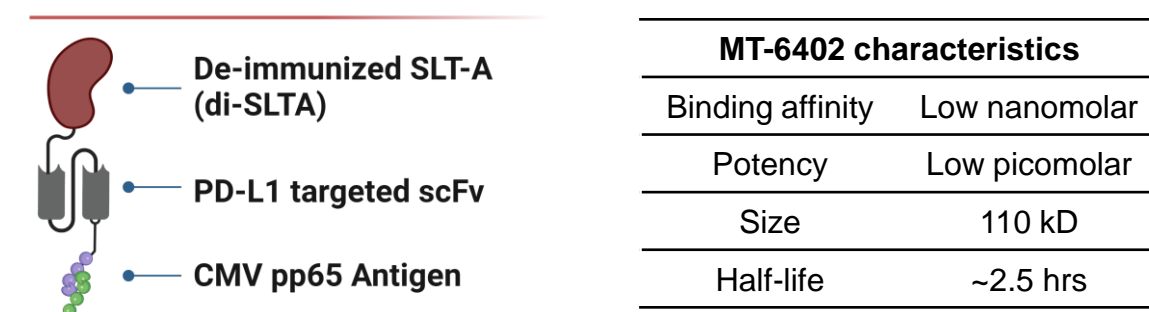 De-immunized SLT-A
(di-SLTA)
PD-L1 targeted scFv
CMV pp65 Antigen
MT-6402 characteristics
Binding affinity Low nanomolar
Potency Low picomolar
Size 110 kD
Half-life ~2.5 hrs